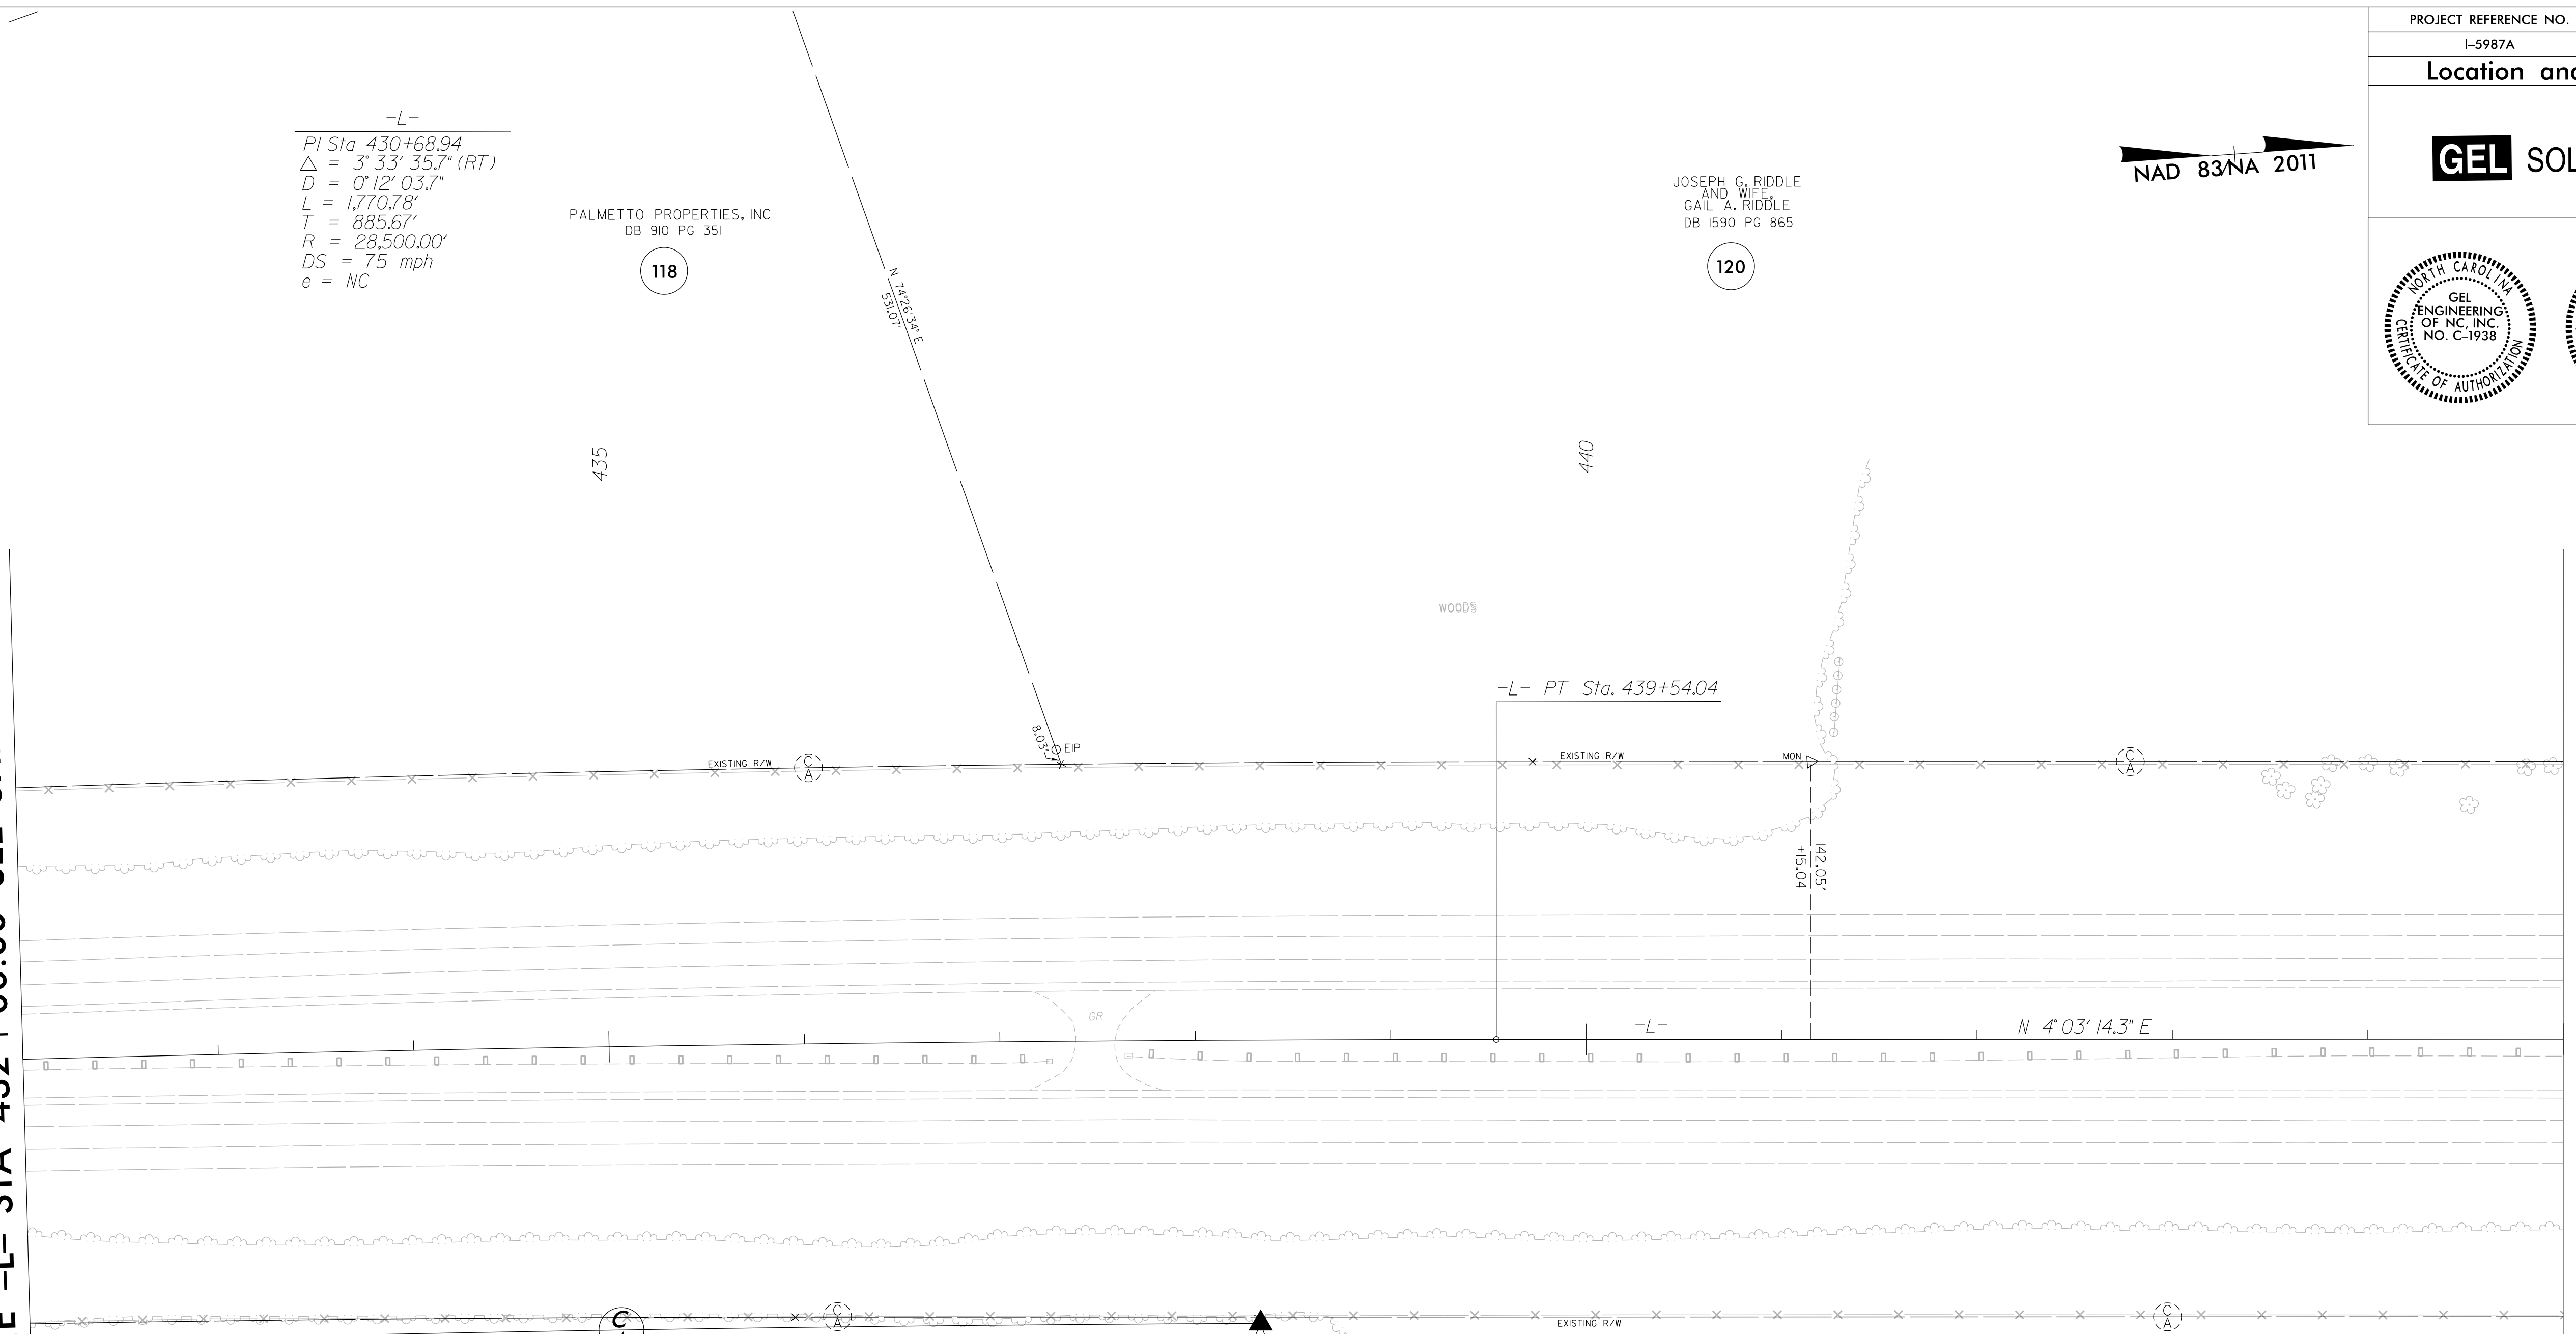 PROJECT REFERENCE NO.
I-5987A
Location and
GEL SOL
NORTH CAROLINA
GEL
ENGINEERING
OF NC, INC.
NO. C-1938
CERTIFICATE OF AUTHORIZATION
NAD 83/NA 2011
-L-
PI Sta 430+68.94
△ = 3° 33' 35.7" (RT)
D = 0° 12' 03.7"
L = 1,770.78'
T = 885.67'
R = 28,500.00'
DS = 75 mph
e = NC
PALMETTO PROPERTIES, INC
DB 910 PG 351
118
N 74°26'34" E
531.07'
JOSEPH G. RIDDLE
AND WIFE,
GAIL A. RIDDLE
DB 1590 PG 865
120
435
440
WOODS
-L- PT Sta. 439+54.04
8.03'
EIP
EXISTING R/W
C
A
EXISTING R/W
MON
C
A
142.05'
+15.04
GR
-L-
N 4° 03' 14.3" E
-L- STA
C
A
C
EXISTING R/W
C
A